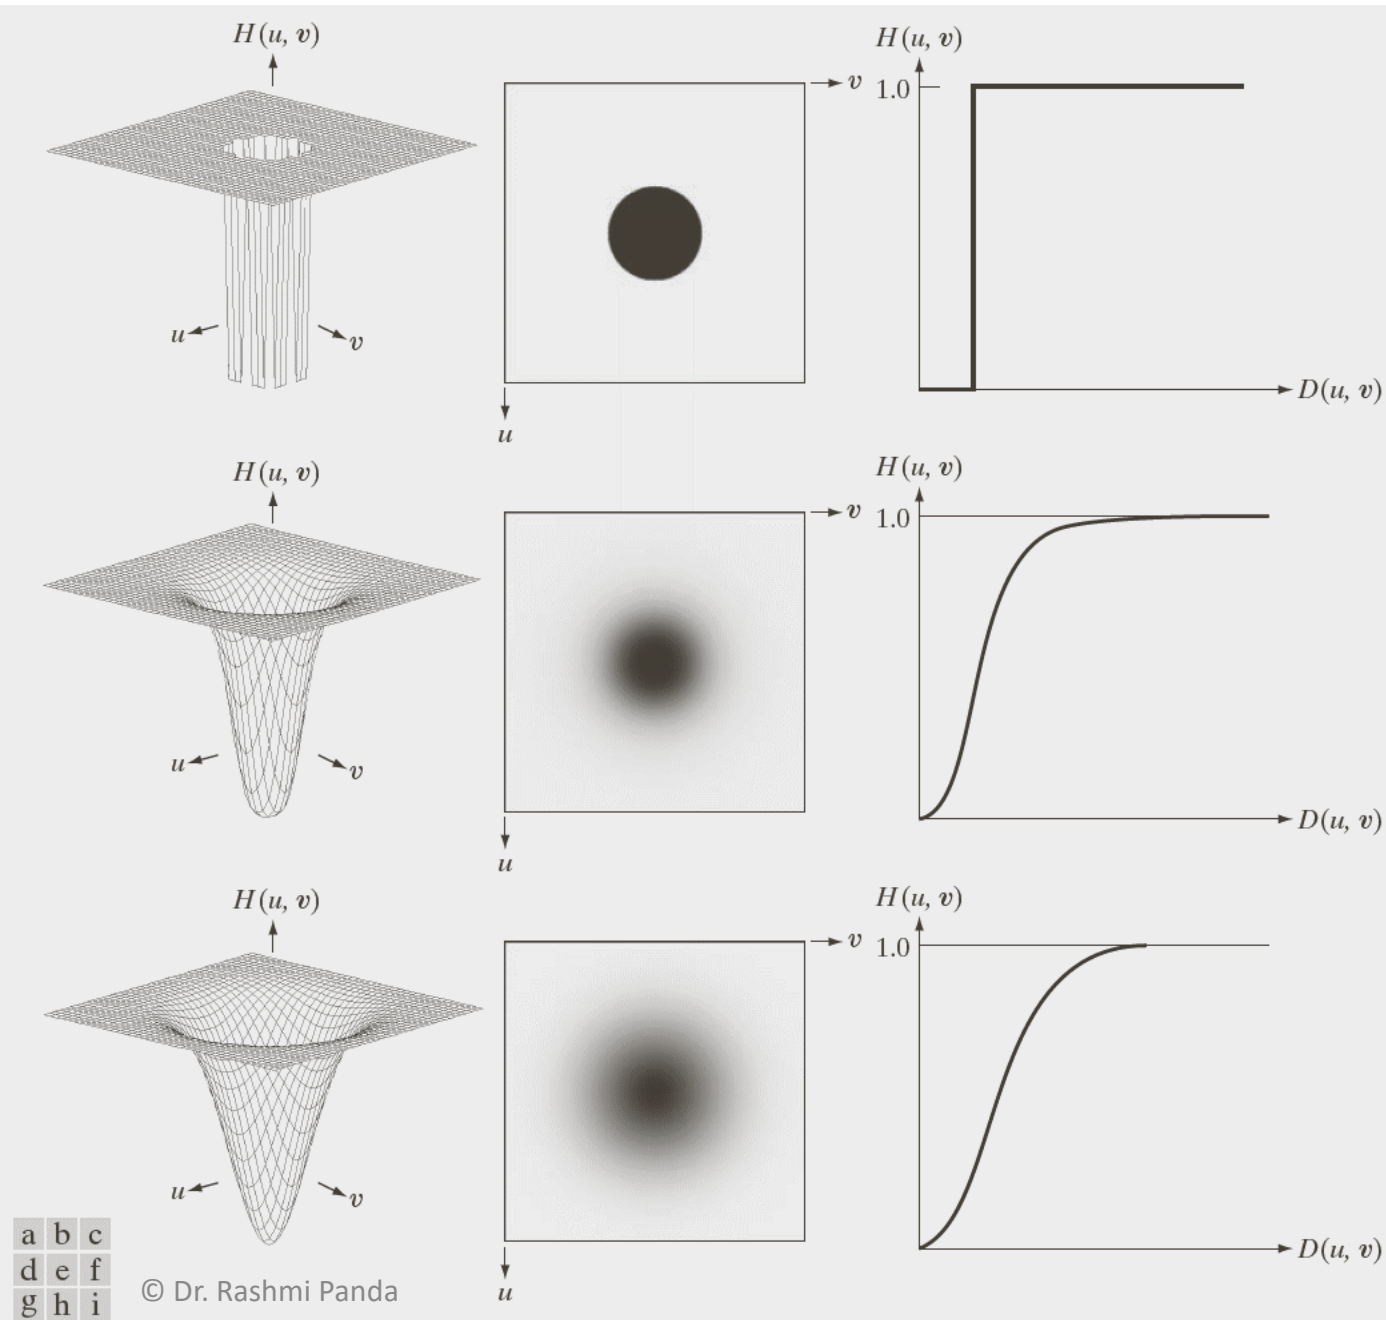 H(u, v)
v
H(u, v)
1.0
u
v
u
D(u, v)
H(u, v)
v
H(u, v)
1.0
u
v
u
D(u, v)
H(u, v)
v
H(u, v)
1.0
u
v
u
D(u, v)
a b c
d e f
g h i
© Dr. Rashmi Panda